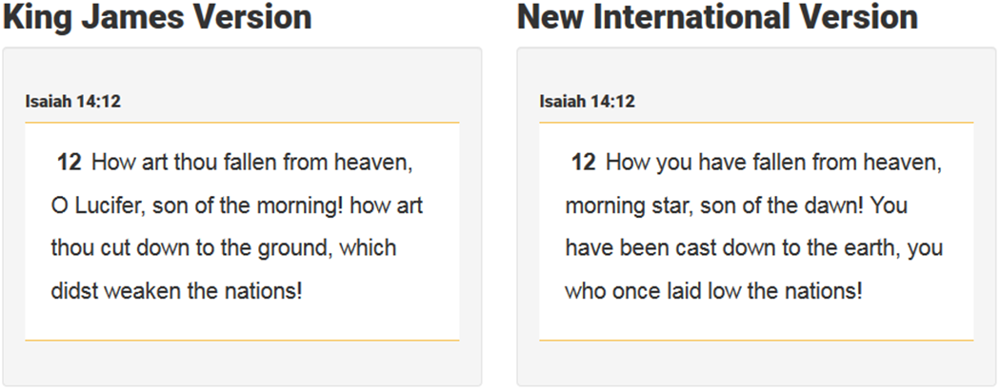 King James Version
Isaiah 14:12
12 How art thou fallen from heaven,
O Lucifer, son of the morning! how art
thou cut down to the ground, which
didst weaken the nations!
New International Version
Isaiah 14:12
12 How you have fallen from heaven,
morning star, son of the dawn! You
have been cast down to the earth, you
who once laid low the nations!